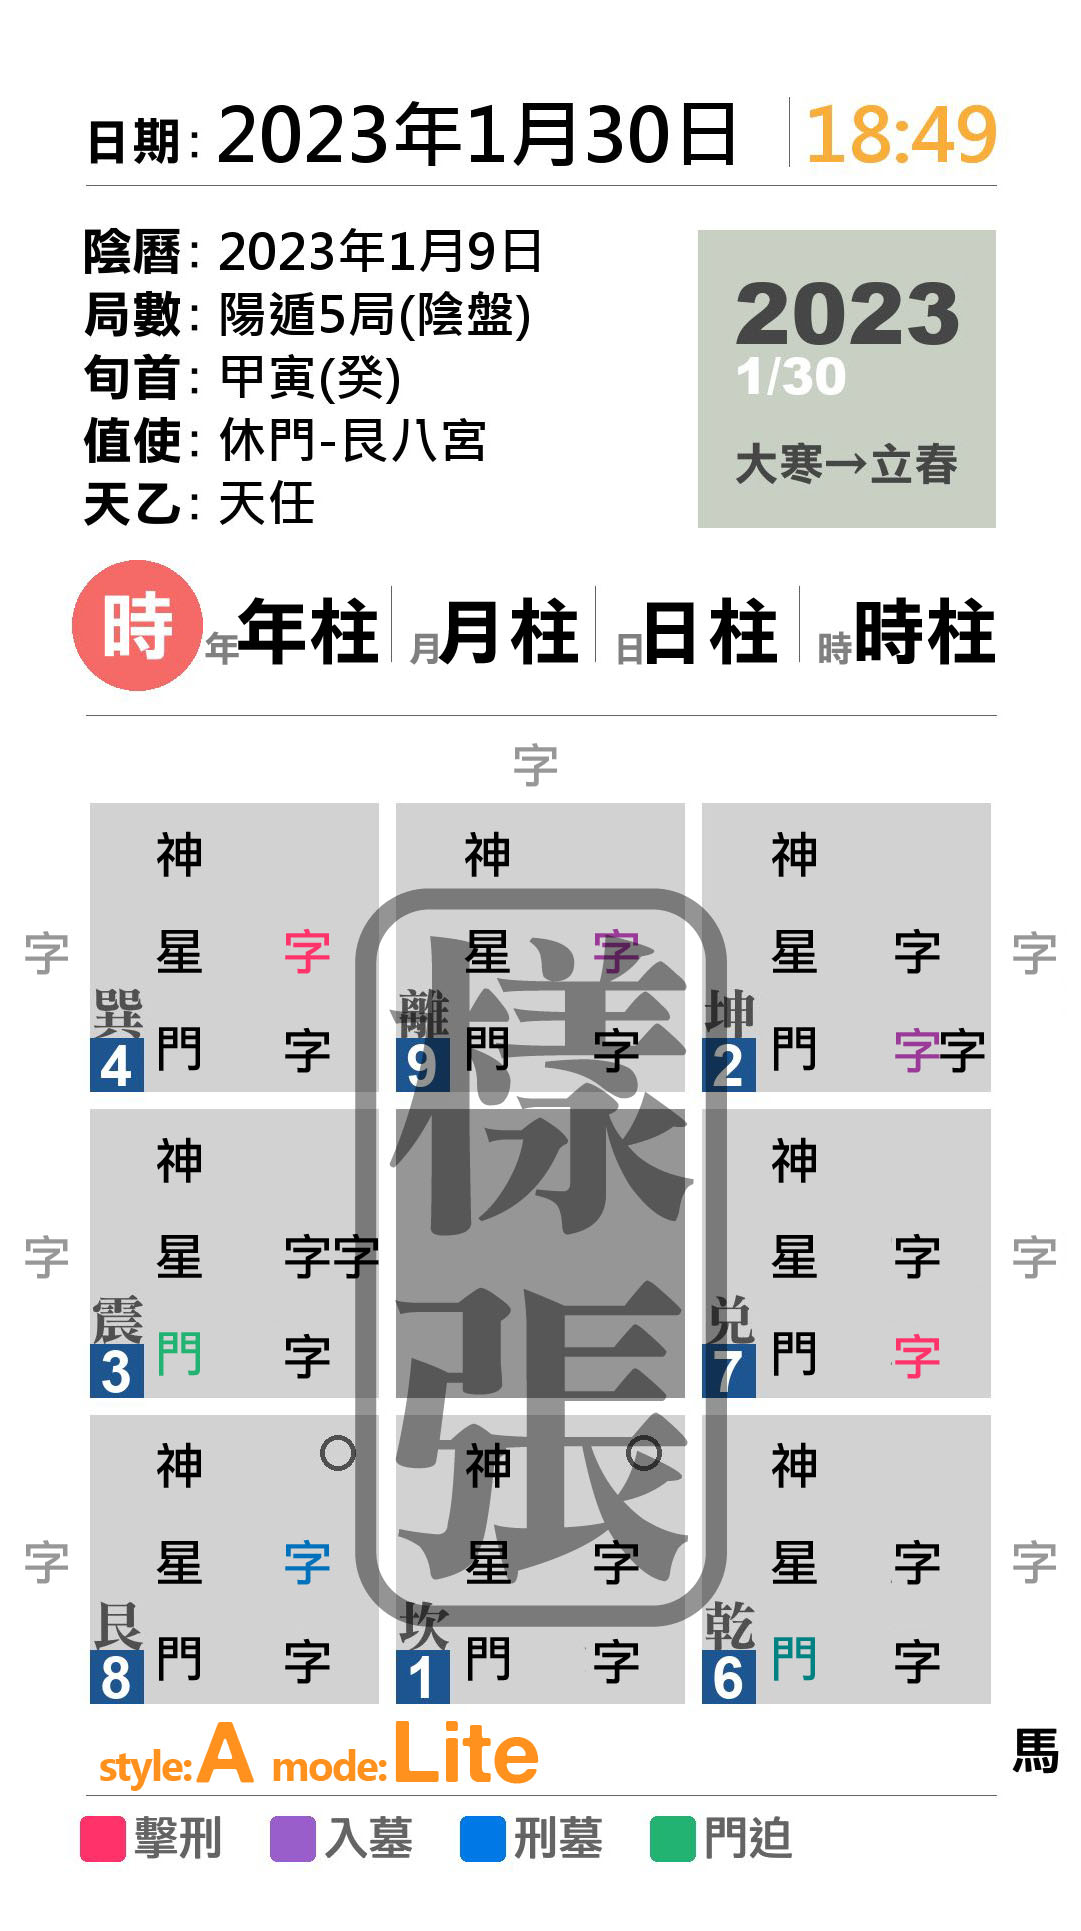 日期: 2023年1月30日 18:49
陰曆: 2023年1月9日
局數: 陽遁5局(陰盤)
旬首: 甲寅(癸)
值使: 休門-艮八宮
天乙: 天任
2023
1/30
大寒→立春
時 年年柱 月月柱 日日柱 時時柱
字
神 神 神
字 星 字 星 字 星 字 字
巽 離 坤
4 門 字 9 門 字 2 門 字字
神 神
字 星 字字 星 字 字
震 兑
3 門 字 7 門 字
神 神 神
字 星 字 星 字 星 字 字
艮 坎 乾
8 門 字 1 門 字 6 門 字
樣張
style:A mode:Lite 馬
擊刑 入墓 刑墓 門迫